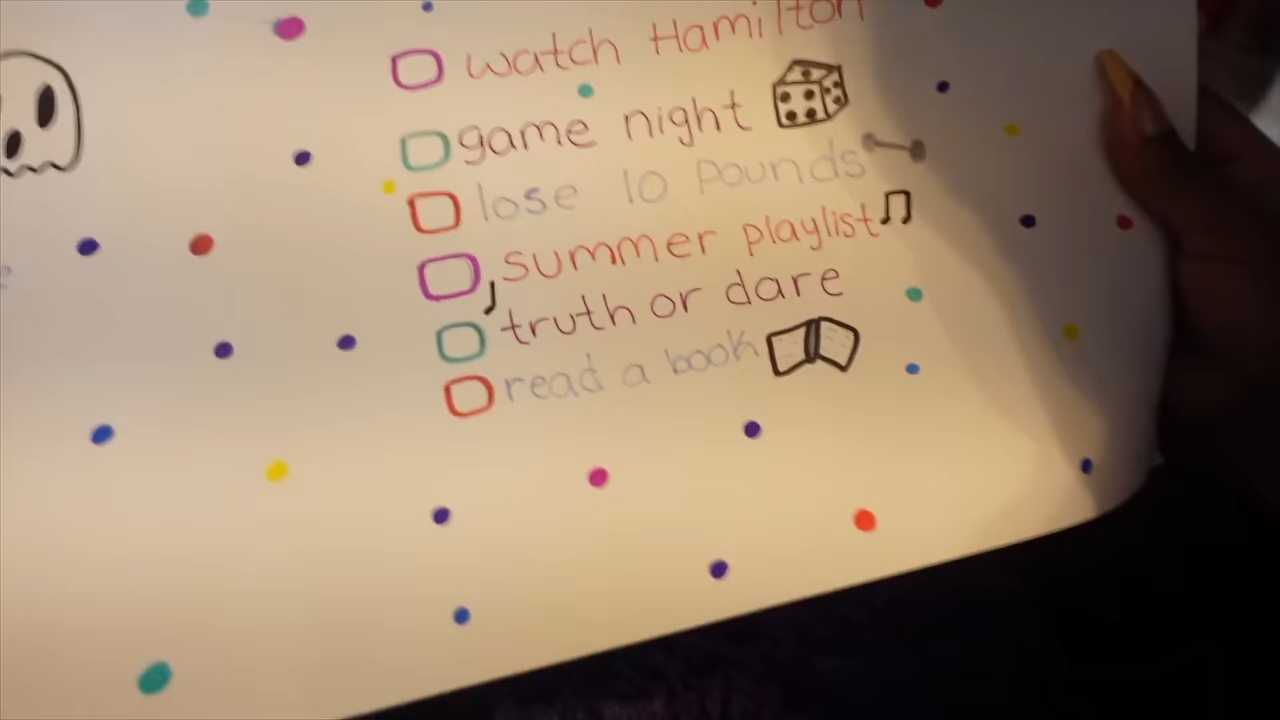 watch Hamilton
game night
lose 10 pounds
summer playlist
truth or dare
read a book